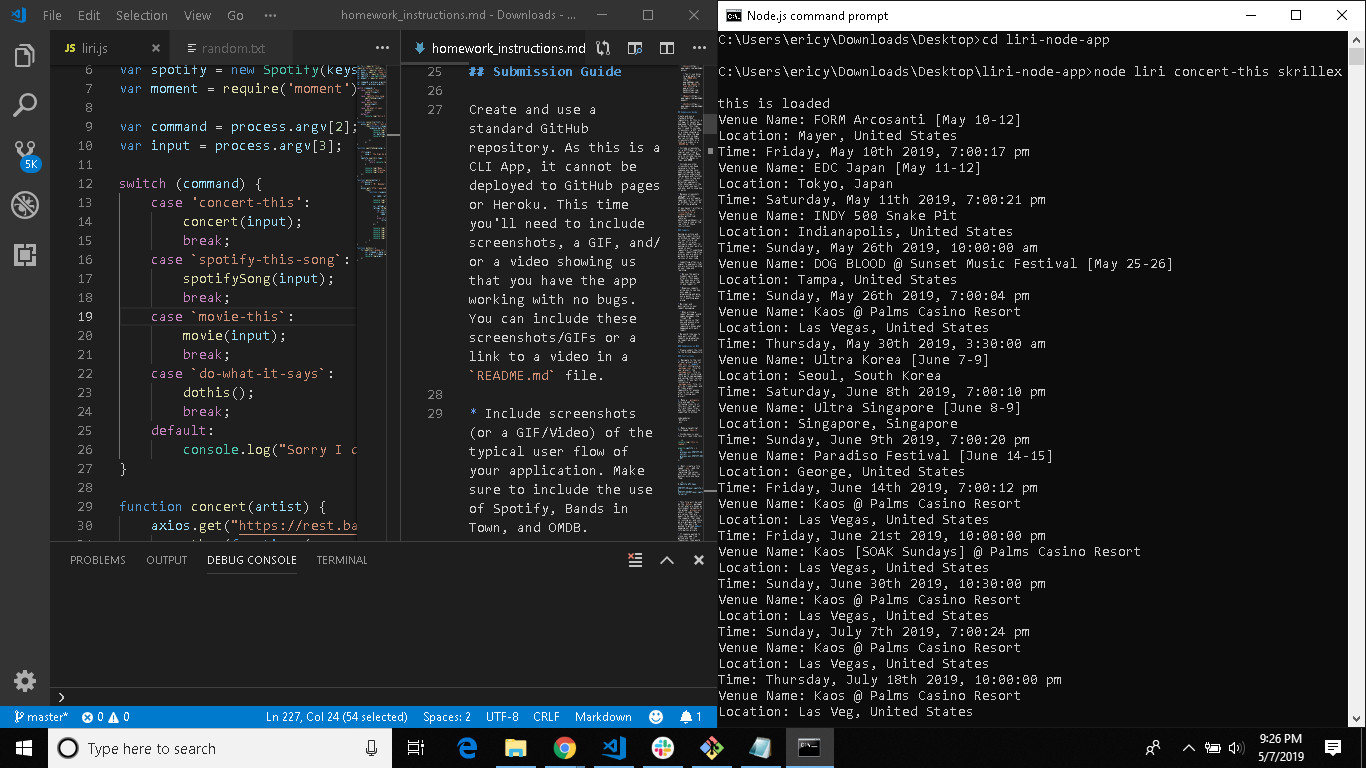 File Edit Selection View Go ··· homework_instructions.md - Downloads - ...
JS liri.js × random.txt ···
6 var spotify = new Spotify(keys
7 var moment = require('moment')
8
9 var command = process.argv[2];
10 var input = process.argv[3];
11
12 switch (command) {
13 case 'concert-this':
14 concert(input);
15 break;
16 case `spotify-this-song`:
17 spotifySong(input);
18 break;
19 case `movie-this`:
20 movie(input);
21 break;
22 case `do-what-it-says`:
23 dothis();
24 break;
25 default:
26 console.log("Sorry I
27 }
28
29 function concert(artist) {
30 axios.get("https://rest.ba
homework_instructions.md ···
25 ## Submission Guide
26
27 Create and use a
standard GitHub
repository. As this is a
CLI App, it cannot be
deployed to GitHub pages
or Heroku. This time
you'll need to include
screenshots, a GIF, and/
or a video showing us
that you have the app
working with no bugs.
You can include these
screenshots/GIFs or a
link to a video in a
`README.md` file.
28
29 * Include screenshots
(or a GIF/Video) of the
typical user flow of
your application. Make
sure to include the use
of Spotify, Bands in
Town, and OMDB.
5K
PROBLEMS OUTPUT DEBUG CONSOLE TERMINAL
master* 0 0 Ln 227, Col 24 (54 selected) Spaces: 2 UTF-8 CRLF Markdown 1
Node.js command prompt
C:\Users\ericy\Downloads\Desktop>cd liri-node-app
C:\Users\ericy\Downloads\Desktop\liri-node-app>node liri concert-this skrillex
this is loaded
Venue Name: FORM Arcosanti [May 10-12]
Location: Mayer, United States
Time: Friday, May 10th 2019, 7:00:17 pm
Venue Name: EDC Japan [May 11-12]
Location: Tokyo, Japan
Time: Saturday, May 11th 2019, 7:00:21 pm
Venue Name: INDY 500 Snake Pit
Location: Indianapolis, United States
Time: Sunday, May 26th 2019, 10:00:00 am
Venue Name: DOG BLOOD @ Sunset Music Festival [May 25-26]
Location: Tampa, United States
Time: Sunday, May 26th 2019, 7:00:04 pm
Venue Name: Kaos @ Palms Casino Resort
Location: Las Vegas, United States
Time: Thursday, May 30th 2019, 3:30:00 am
Venue Name: Ultra Korea [June 7-9]
Location: Seoul, South Korea
Time: Saturday, June 8th 2019, 7:00:10 pm
Venue Name: Ultra Singapore [June 8-9]
Location: Singapore, Singapore
Time: Sunday, June 9th 2019, 7:00:20 pm
Venue Name: Paradiso Festival [June 14-15]
Location: George, United States
Time: Friday, June 14th 2019, 7:00:12 pm
Venue Name: Kaos @ Palms Casino Resort
Location: Las Vegas, United States
Time: Friday, June 21st 2019, 10:00:00 pm
Venue Name: Kaos [SOAK Sundays] @ Palms Casino Resort
Location: Las Vegas, United States
Time: Sunday, June 30th 2019, 10:30:00 pm
Venue Name: Kaos @ Palms Casino Resort
Location: Las Vegas, United States
Time: Sunday, July 7th 2019, 7:00:24 pm
Venue Name: Kaos @ Palms Casino Resort
Location: Las Vegas, United States
Time: Thursday, July 18th 2019, 10:00:00 pm
Venue Name: Kaos @ Palms Casino Resort
Location: Las Veg, United States
Type here to search
9:26 PM
5/7/2019